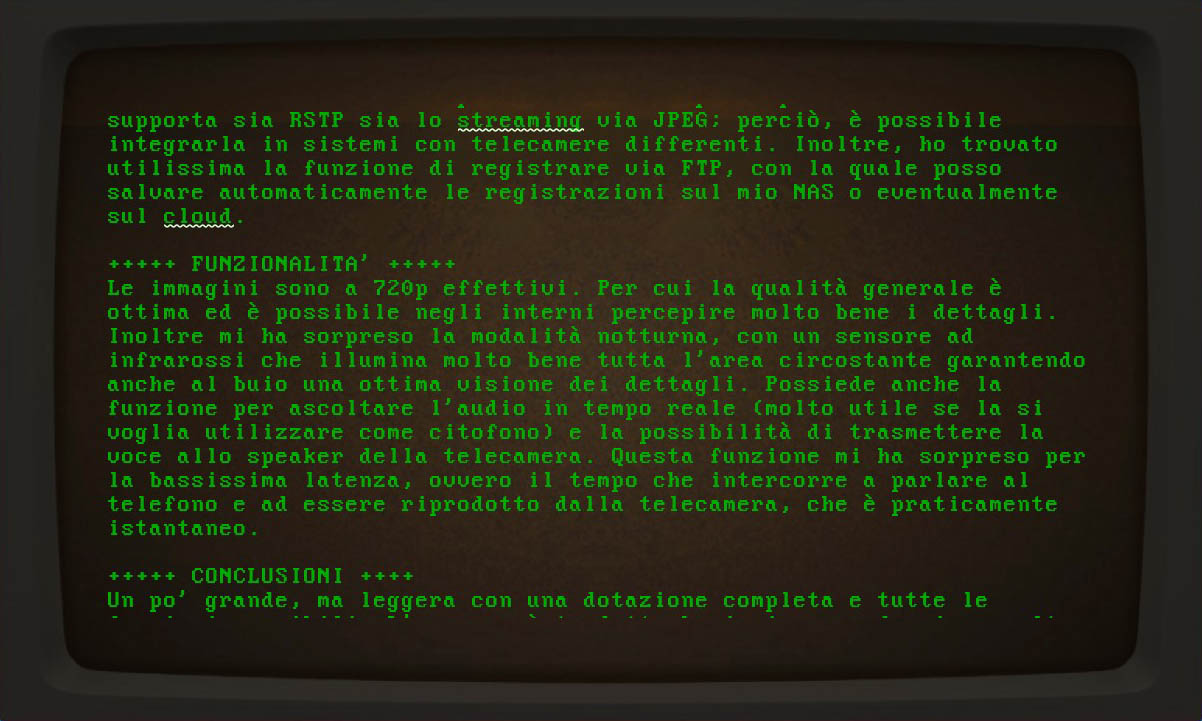 supporta sia RSTP sia lo streaming via JPEG; perciò, è possibile
integrarla in sistemi con telecamere differenti. Inoltre, ho trovato
utilissima la funzione di registrare via FTP, con la quale posso
salvare automaticamente le registrazioni sul mio NAS o eventualmente
sul cloud.
+++++ FUNZIONALITA’ +++++
Le immagini sono a 720p effettivi. Per cui la qualità generale è
ottima ed è possibile negli interni percepire molto bene i dettagli.
Inoltre mi ha sorpreso la modalità notturna, con un sensore ad
infrarossi che illumina molto bene tutta l’area circostante garantendo
anche al buio una ottima visione dei dettagli. Possiede anche la
funzione per ascoltare l’audio in tempo reale (molto utile se la si
voglia utilizzare come citofono) e la possibilità di trasmettere la
voce allo speaker della telecamera. Questa funzione mi ha sorpreso per
la bassissima latenza, ovvero il tempo che intercorre a parlare al
telefono e ad essere riprodotto dalla telecamera, che è praticamente
istantaneo.
+++++ CONCLUSIONI ++++
Un po’ grande, ma leggera con una dotazione completa e tutte le